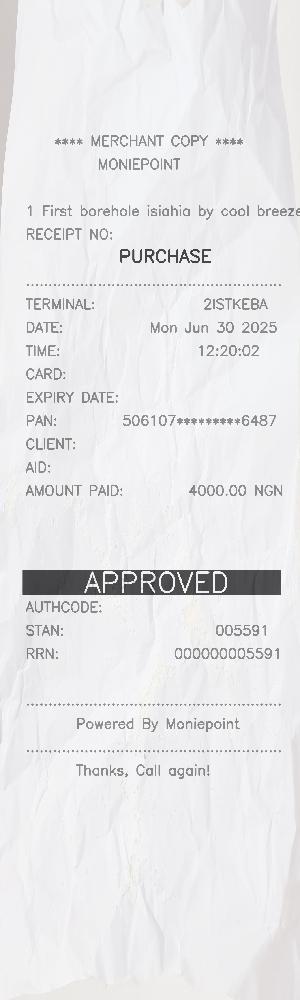 **** MERCHANT COPY ****
MONIEPOINT
1 First borehole isiahia by cool breeze
RECEIPT NO:
PURCHASE
TERMINAL: 2ISTKEBA
DATE: Mon Jun 30 2025
TIME: 12:20:02
CARD:
EXPIRY DATE:
PAN: 506107*********6487
CLIENT:
AID:
AMOUNT PAID: 4000.00 NGN
APPROVED
AUTHCODE:
STAN: 005591
RRN: 000000005591
Powered By Moniepoint
Thanks, Call again!